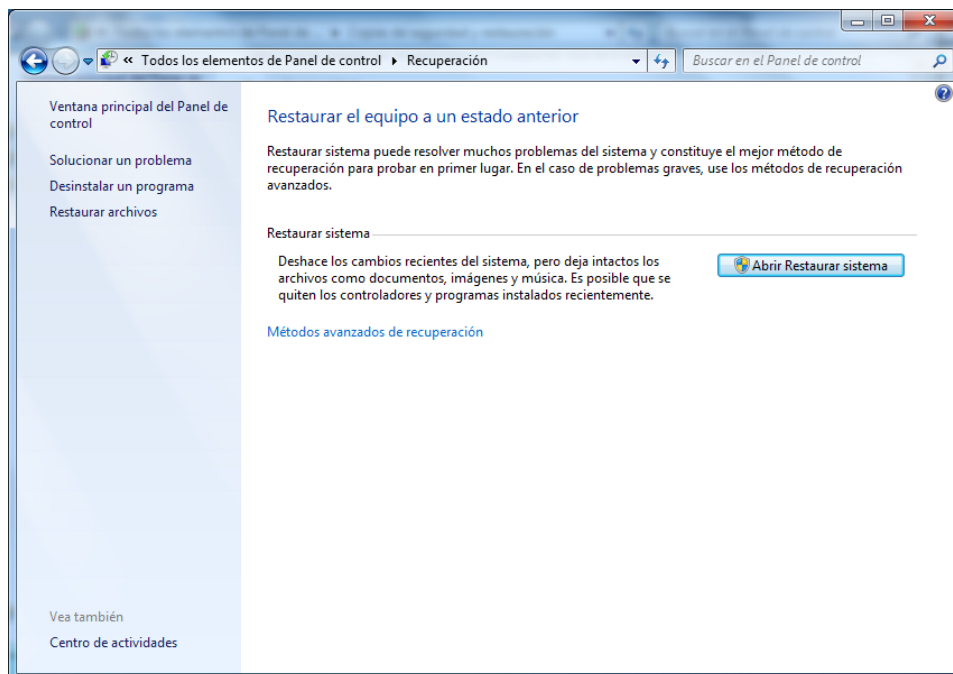 « Todos los elementos de Panel de control ▸ Recuperación
Buscar en el Panel de control
Ventana principal del Panel de
control
Solucionar un problema
Desinstalar un programa
Restaurar archivos
Restaurar el equipo a un estado anterior
Restaurar sistema puede resolver muchos problemas del sistema y constituye el mejor método de
recuperación para probar en primer lugar. En el caso de problemas graves, use los métodos de recuperación
avanzados.
Restaurar sistema
Deshace los cambios recientes del sistema, pero deja intactos los
archivos como documentos, imágenes y música. Es posible que se
quiten los controladores y programas instalados recientemente.
Abrir Restaurar sistema
Métodos avanzados de recuperación
Vea también
Centro de actividades